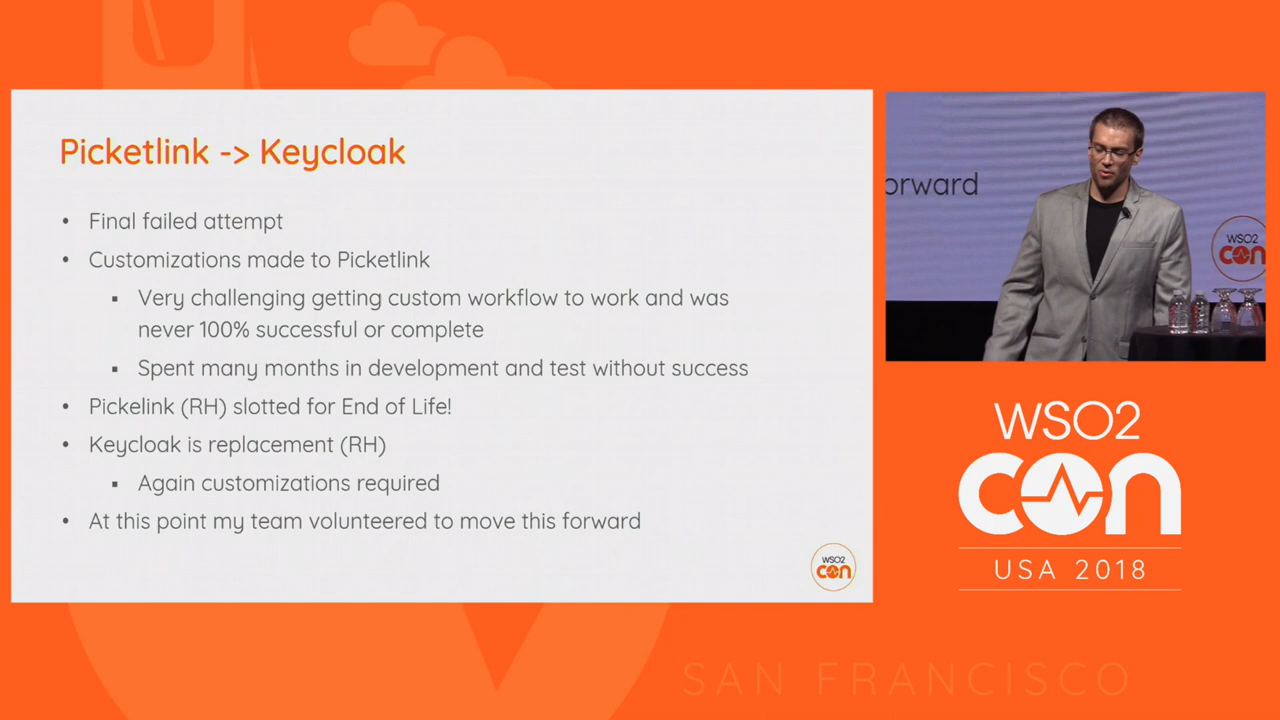 Picketlink -> Keycloak
• Final failed attempt
• Customizations made to Picketlink
▪ Very challenging getting custom workflow to work and was
never 100% successful or complete
▪ Spent many months in development and test without success
• Pickelink (RH) slotted for End of Life!
• Keycloak is replacement (RH)
▪ Again customizations required
• At this point my team volunteered to move this forward
WSO2
con
orward
WSO2
con
WSO2
con
USA 2018
SAN FRANCISCO